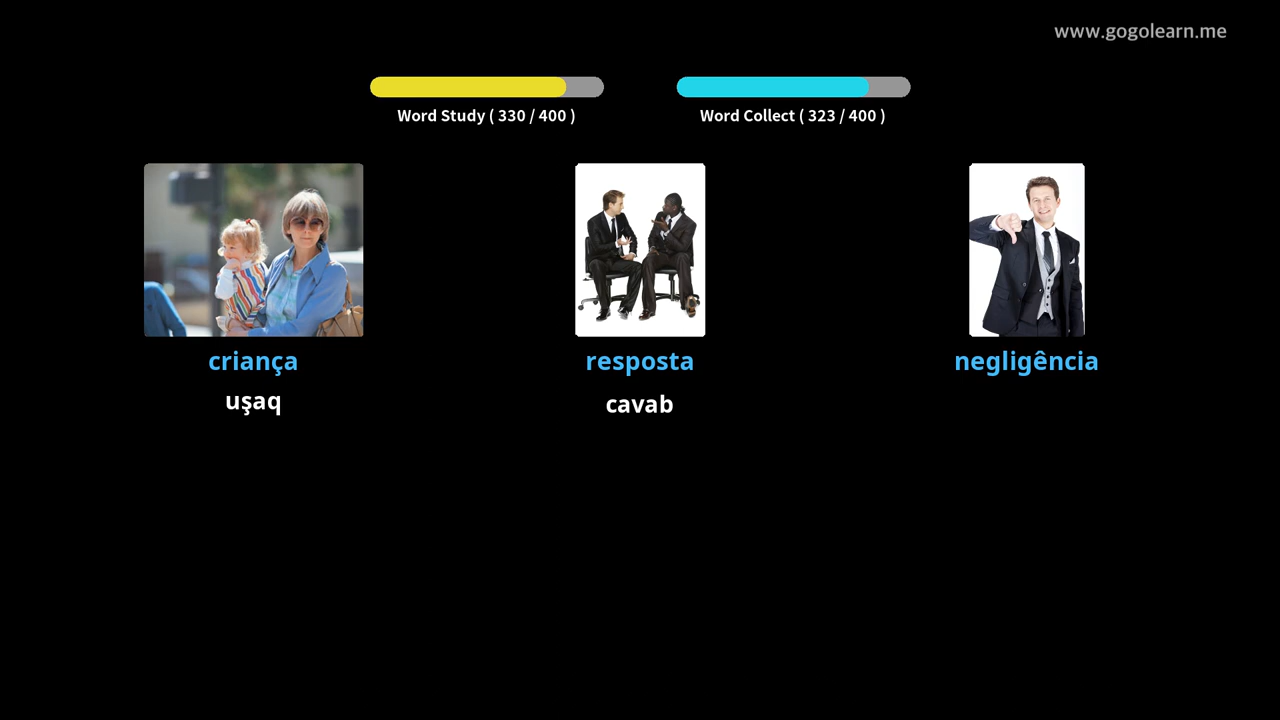 www.gogolearn.me
Word Study ( 330 / 400 )
Word Collect ( 323 / 400 )
criança
resposta
negligência
uşaq
cavab